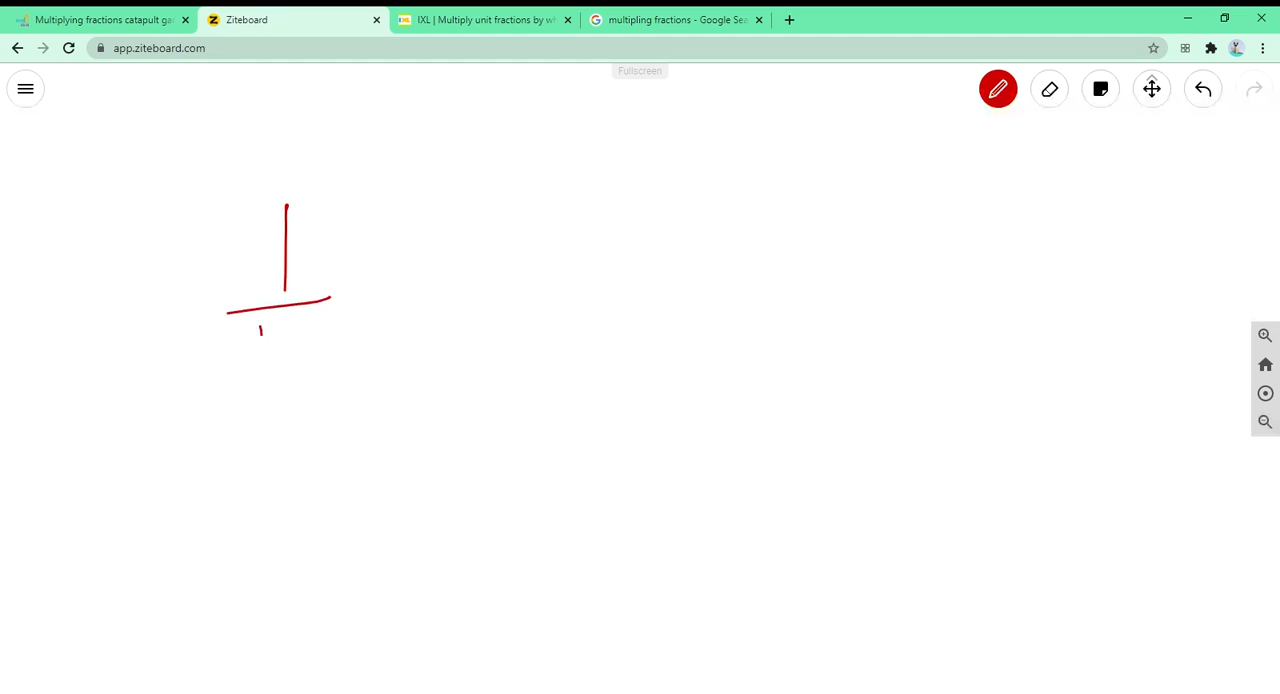 Multiplying fractions catapult ga
Ziteboard
IXL | Multiply unit fractions by wh
multipling fractions - Google Sea
app.ziteboard.com
Fullscreen
1